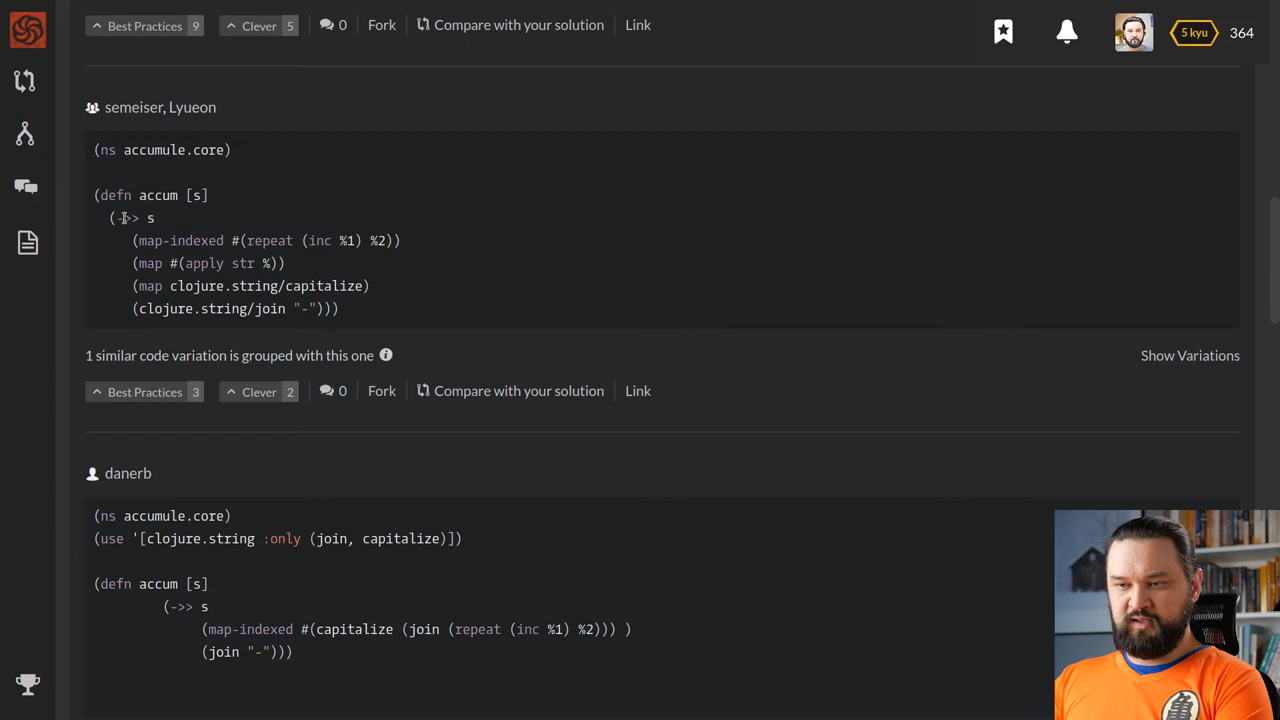 Best Practices 9 Clever 5 0 Fork Compare with your solution Link
5 kyu 364
semeiser, Lyueon
(ns accumule.core)
(defn accum [s]
(->> s
(map-indexed #(repeat (inc %1) %2))
(map #(apply str %))
(map clojure.string/capitalize)
(clojure.string/join "-")))
1 similar code variation is grouped with this one Show Variations
Best Practices 3 Clever 2 0 Fork Compare with your solution Link
danerb
(ns accumule.core)
(use '[clojure.string :only (join, capitalize)])
(defn accum [s]
(->> s
(map-indexed #(capitalize (join (repeat (inc %1) %2))) )
(join "-")))
亀